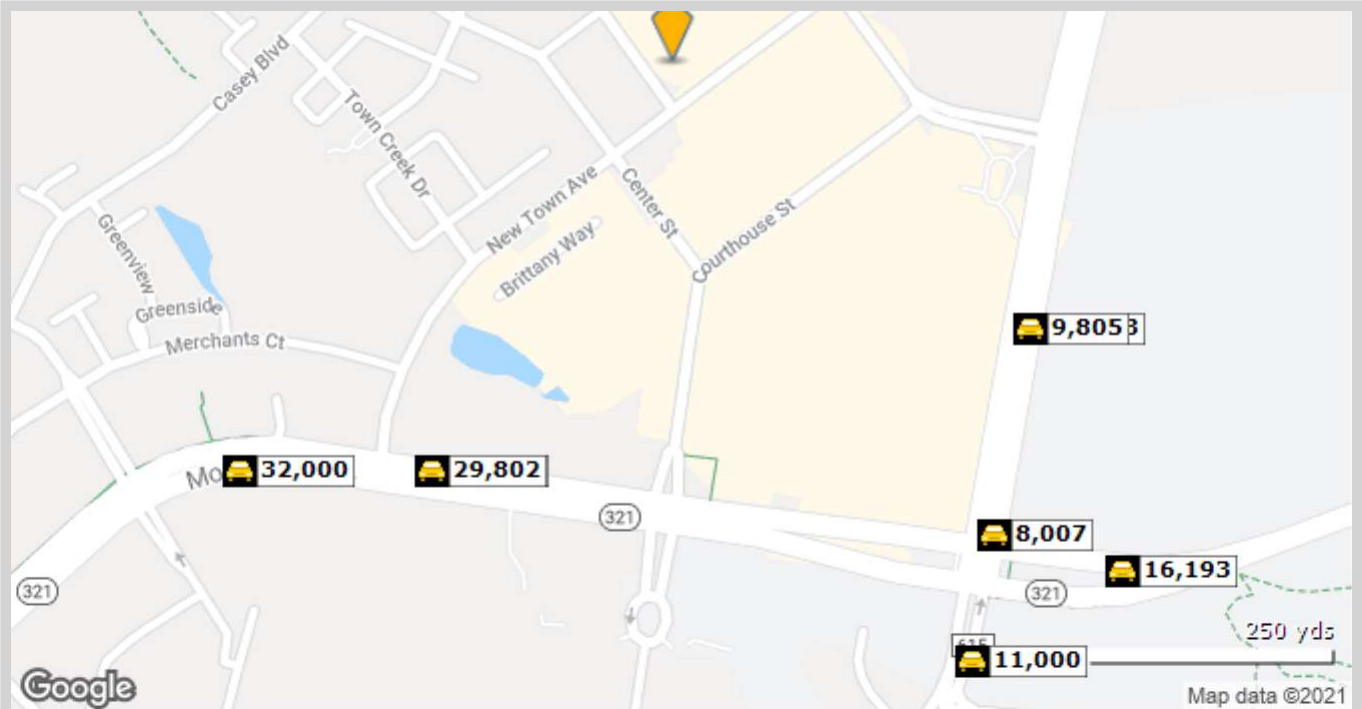 Casey Blvd
Town Creek Dr
New Town Ave
Center St
Courthouse St
Brittany Way
Greenview
Greenside
Merchants Ct
9,805
32,000
Mo
29,802
321
8,007
16,193
321
321
250 yds
615
11,000
Google
Map data ©2021